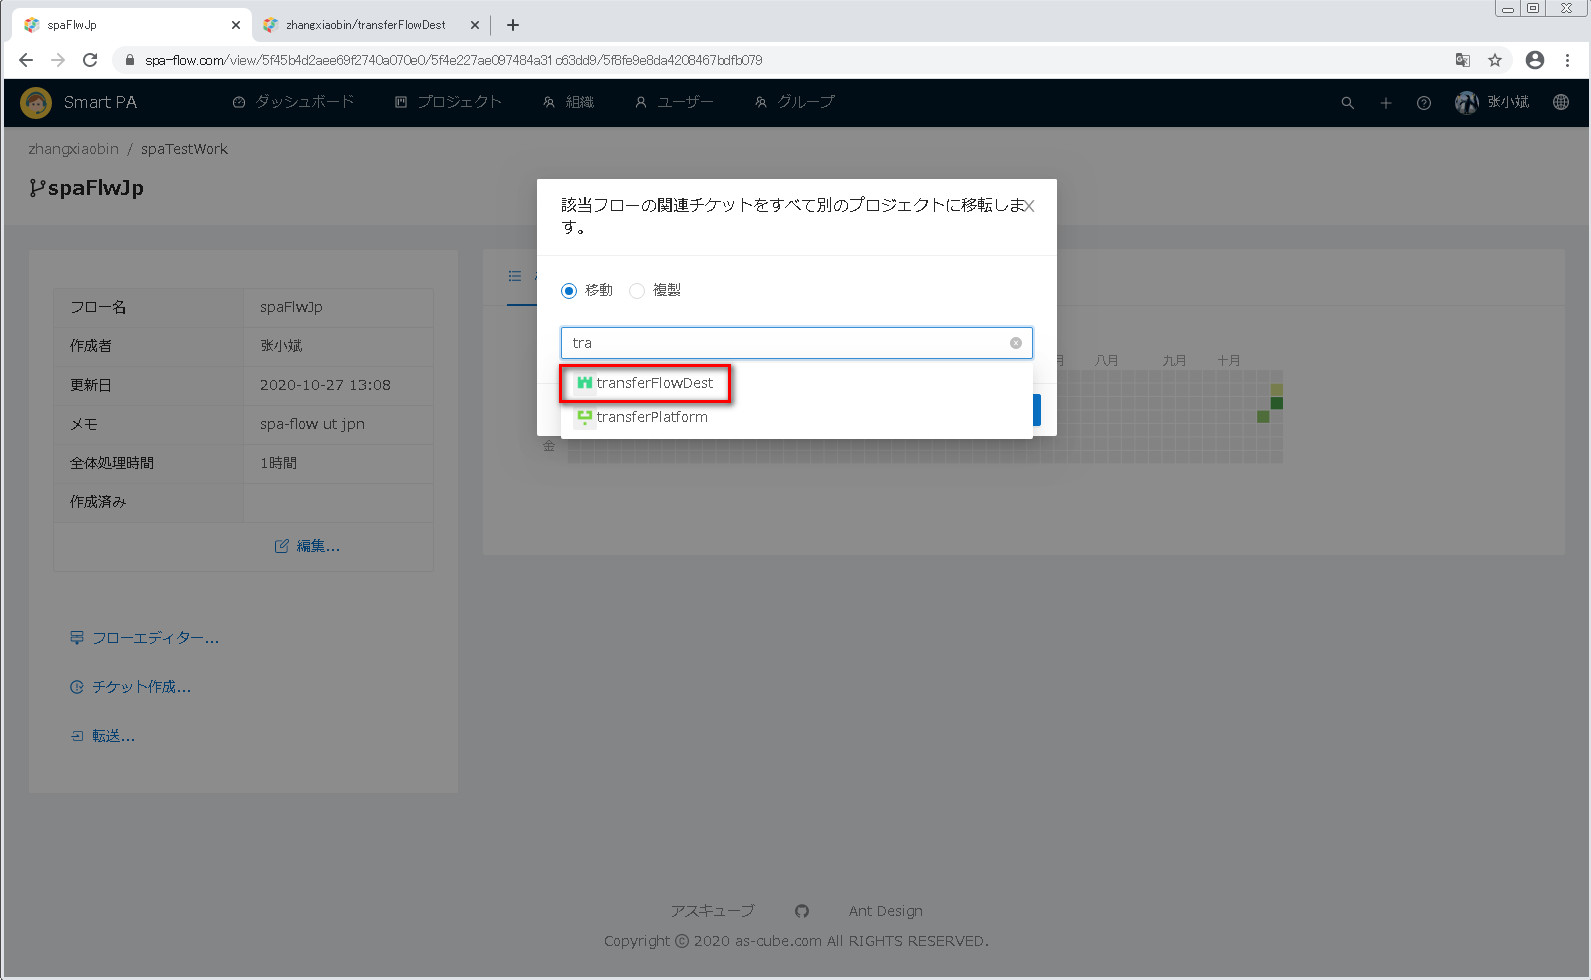 spaFlwJp
zhangxiaobin/transferFlowDest
spa-flow.com/view/5f45b4d2aee69f2740a070e0/5f4e227ae097484a31c63dd9/5f8fe9e8da4208467bdfb079
Smart PA
ダッシュボード
プロジェクト
組織
ユーザー
グループ
张小斌
zhangxiaobin / spaTestWork
spaFlwJp
該当フローの関連チケットをすべて別のプロジェクトに移転しま
す。
移動
複製
tra
transferFlowDest
transferPlatform
フロー名 spaFlwJp
作成者 张小斌
更新日 2020-10-27 13:08
メモ spa-flow ut jpn
全体処理時間 1時間
作成済み
編集...
フローエディター...
チケット作成...
転送...
月 八月 九月 十月
金
アスキューブ
Ant Design
Copyright © 2020 as-cube.com All RIGHTS RESERVED.